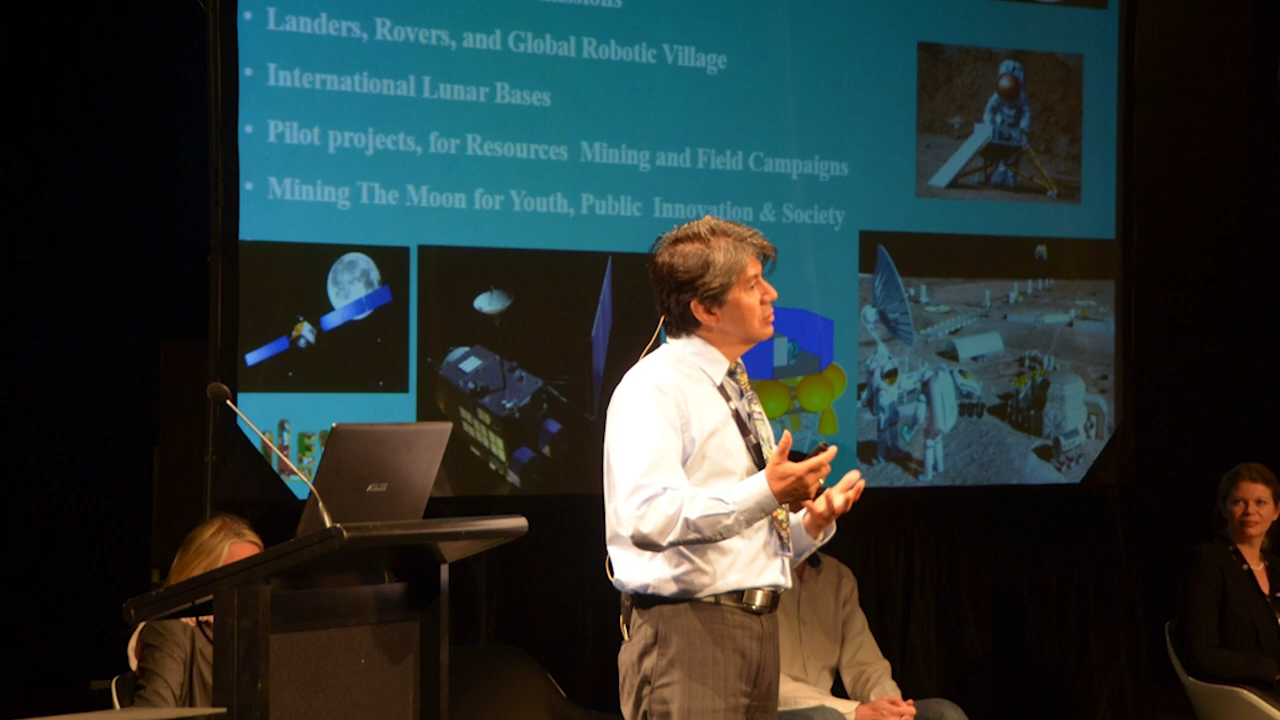 Landers, Rovers, and Global Robotic Village
International Lunar Bases
Pilot projects, for Resources Mining and Field Campaigns
Mining The Moon for Youth, Public Innovation & Society
ASUS